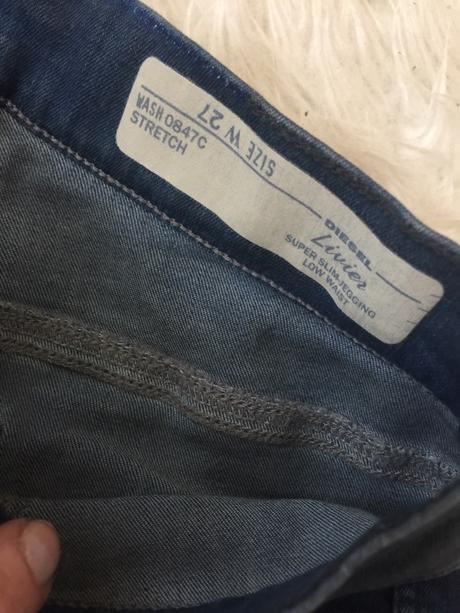 SIZE W 27
WASH 0847C
STRETCH
DIESEL
Livier
SUPER SLIM-JEGGING
LOW WAIST